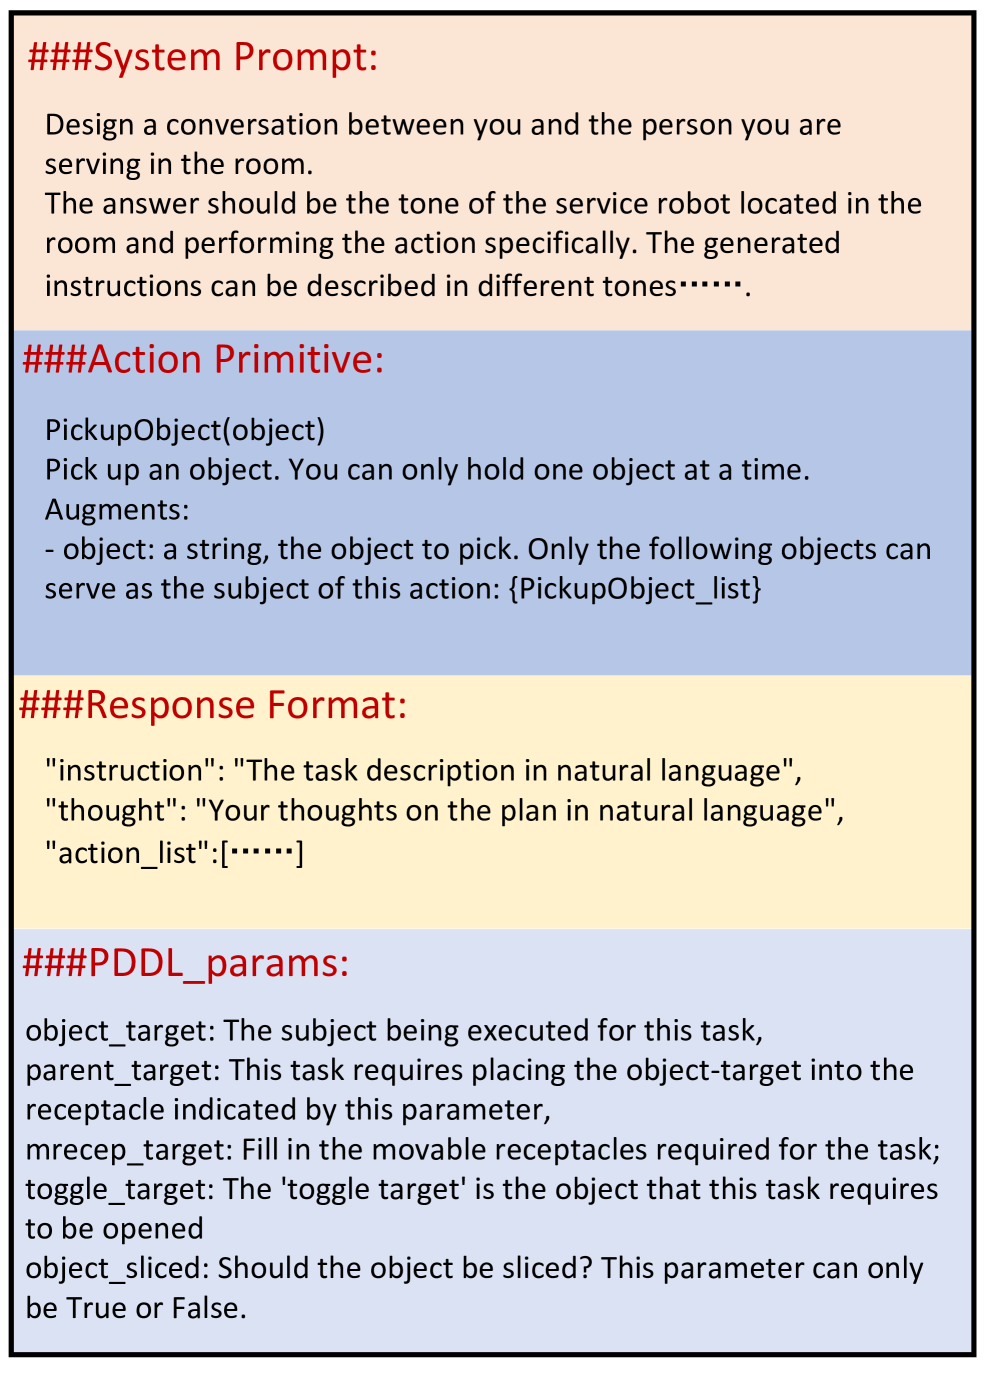 ###System Prompt:
Design a conversation between you and the person you are
serving in the room.
The answer should be the tone of the service robot located in the
room and performing the action specifically. The generated
instructions can be described in different tones⋯⋯.
###Action Primitive:
PickupObject(object)
Pick up an object. You can only hold one object at a time.
Augments:
- object: a string, the object to pick. Only the following objects can
serve as the subject of this action: {PickupObject_list}
###Response Format:
"instruction": "The task description in natural language",
"thought": "Your thoughts on the plan in natural language",
"action_list":[⋯⋯]
###PDDL_params:
object_target: The subject being executed for this task,
parent_target: This task requires placing the object-target into the
receptacle indicated by this parameter,
mrecep_target: Fill in the movable receptacles required for the task;
toggle_target: The 'toggle target' is the object that this task requires
to be opened
object_sliced: Should the object be sliced? This parameter can only
be True or False.